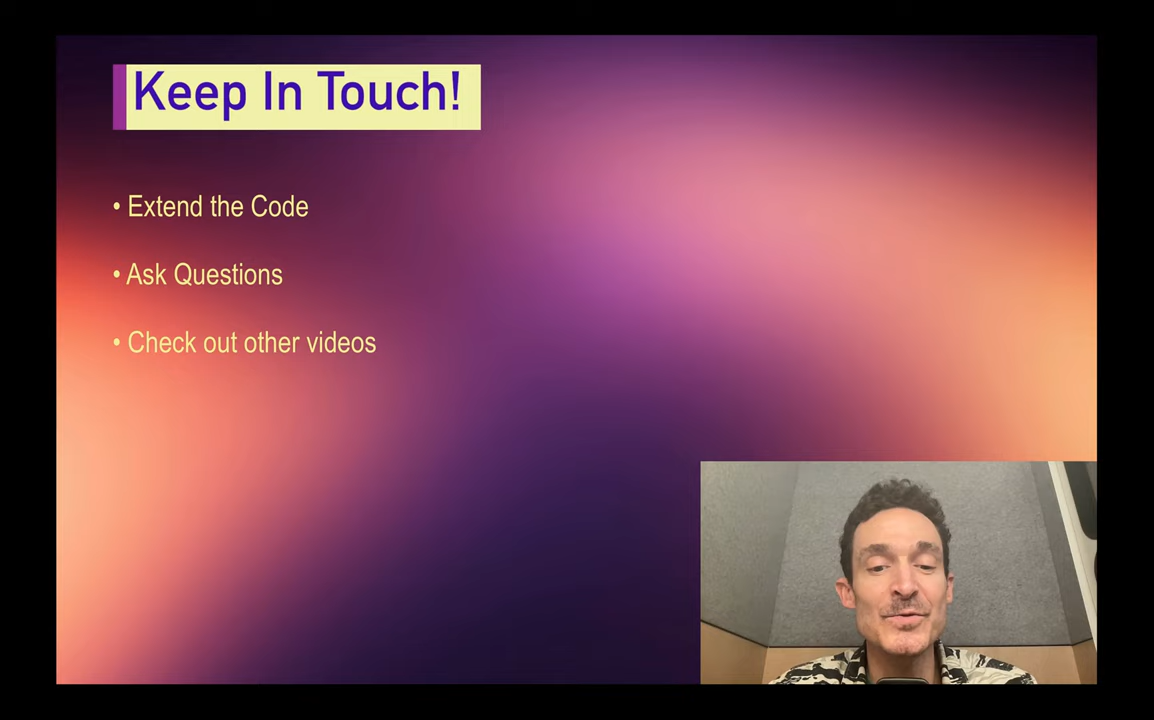 Keep In Touch!
• Extend the Code
• Ask Questions
• Check out other videos